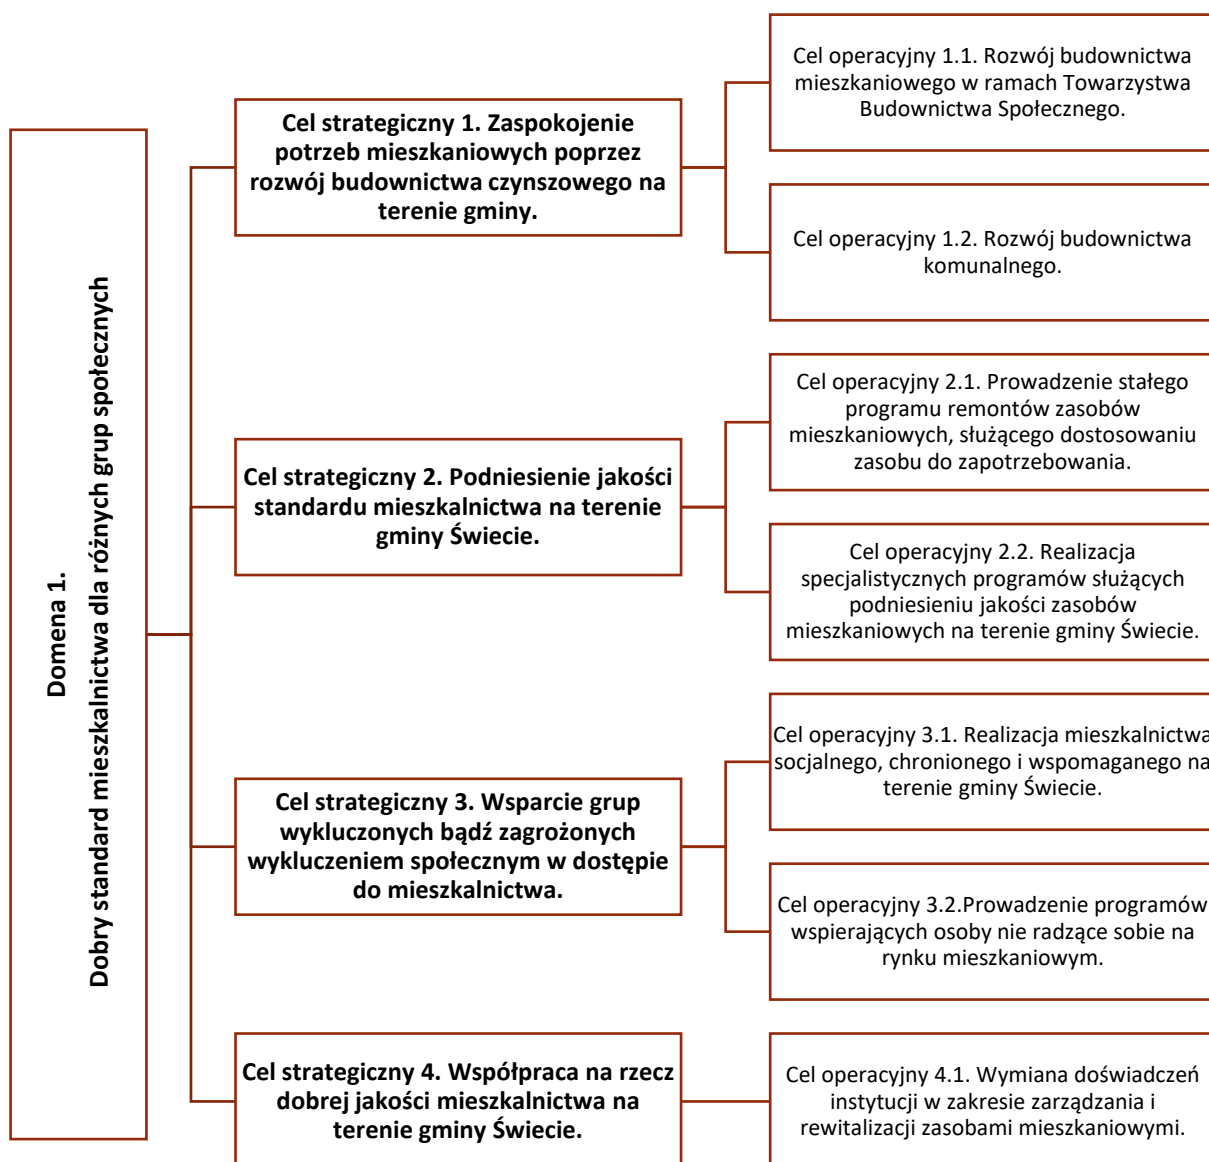 Domena 1.
Dobry standard mieszkalnictwa dla różnych grup społecznych
Cel strategiczny 1. Zaspokojenie
potrzeb mieszkaniowych poprzez
rozwój budownictwa czynszowego na
terenie gminy.
Cel operacyjny 1.1. Rozwój budownictwa
mieszkaniowego w ramach Towarzystwa
Budownictwa Społecznego.
Cel operacyjny 1.2. Rozwój budownictwa
komunalnego.
Cel strategiczny 2. Podniesienie jakości
standardu mieszkalnictwa na terenie
gminy Świecie.
Cel operacyjny 2.1. Prowadzenie stałego
programu remontów zasobów
mieszkaniowych, służącego dostosowaniu
zasobu do zapotrzebowania.
Cel operacyjny 2.2. Realizacja
specjalistycznych programów służących
podniesieniu jakości zasobów
mieszkaniowych na terenie gminy Świecie.
Cel strategiczny 3. Wsparcie grup
wykluczonych bądź zagrożonych
wykluczeniem społecznym w dostępie
do mieszkalnictwa.
Cel operacyjny 3.1. Realizacja mieszkalnictwa
socjalnego, chronionego i wspomaganego na
terenie gminy Świecie.
Cel operacyjny 3.2.Prowadzenie programów
wspierających osoby nie radzące sobie na
rynku mieszkaniowym.
Cel strategiczny 4. Współpraca na rzecz
dobrej jakości mieszkalnictwa na
terenie gminy Świecie.
Cel operacyjny 4.1. Wymiana doświadczeń
instytucji w zakresie zarządzania i
rewitalizacji zasobami mieszkaniowymi.